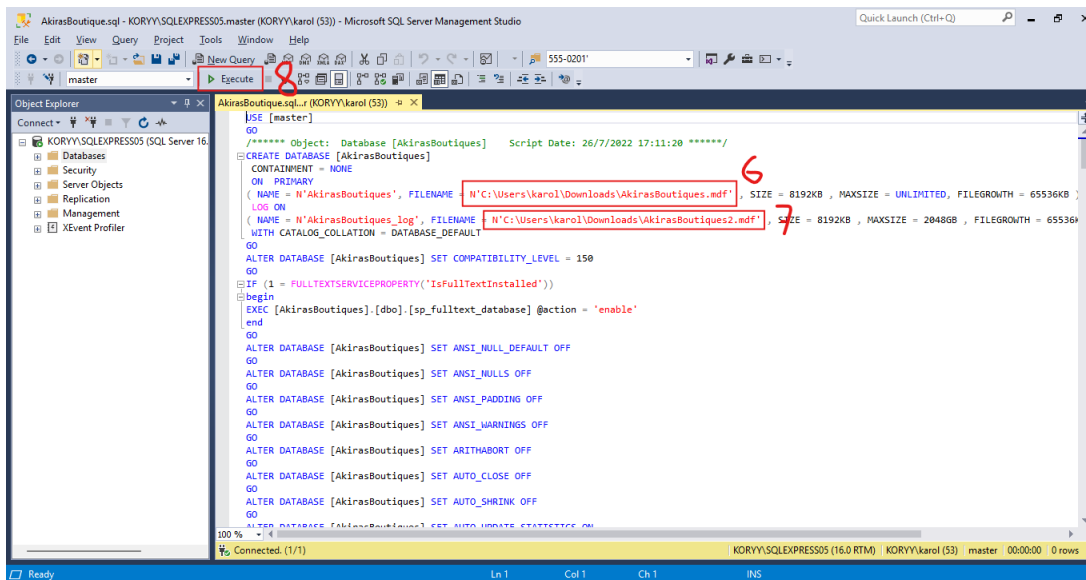 AkirasBoutique.sql - KORYY\SQLEXPRESS05.master (KORYY\karol (53)) - Microsoft SQL Server Management Studio
Quick Launch (Ctrl+Q)
File Edit View Query Project Tools Window Help
New Query
555-0201'
master
Execute
8
Object Explorer
AkirasBoutique.sql...r (KORYY\karol (53))
Connect
KORYY\SQLEXPRESS05 (SQL Server 16.
Databases
Security
Server Objects
Replication
Management
XEvent Profiler
USE [master]
GO
/****** Object: Database [AkirasBoutiques] Script Date: 26/7/2022 17:11:20 ******/
CREATE DATABASE [AkirasBoutiques]
CONTAINMENT = NONE
ON PRIMARY
6
( NAME = N'AkirasBoutiques', FILENAME = N'C:\Users\karol\Downloads\AkirasBoutiques.mdf' , SIZE = 8192KB , MAXSIZE = UNLIMITED, FILEGROWTH = 65536KB )
LOG ON
( NAME = N'AkirasBoutiques_log', FILENAME = N'C:\Users\karol\Downloads\AkirasBoutiques2.mdf' , SIZE = 8192KB , MAXSIZE = 2048GB , FILEGROWTH = 65536K
7
WITH CATALOG_COLLATION = DATABASE_DEFAULT
GO
ALTER DATABASE [AkirasBoutiques] SET COMPATIBILITY_LEVEL = 150
GO
IF (1 = FULLTEXTSERVICEPROPERTY('IsFullTextInstalled'))
begin
EXEC [AkirasBoutiques].[dbo].[sp_fulltext_database] @action = 'enable'
end
GO
ALTER DATABASE [AkirasBoutiques] SET ANSI_NULL_DEFAULT OFF
GO
ALTER DATABASE [AkirasBoutiques] SET ANSI_NULLS OFF
GO
ALTER DATABASE [AkirasBoutiques] SET ANSI_PADDING OFF
GO
ALTER DATABASE [AkirasBoutiques] SET ANSI_WARNINGS OFF
GO
ALTER DATABASE [AkirasBoutiques] SET ARITHABORT OFF
GO
ALTER DATABASE [AkirasBoutiques] SET AUTO_CLOSE OFF
GO
ALTER DATABASE [AkirasBoutiques] SET AUTO_SHRINK OFF
GO
ALTER DATABASE [AkirasBoutiques] SET AUTO_UPDATE_STATISTICS ON
100 %
Connected. (1/1)
KORYY\SQLEXPRESS05 (16.0 RTM) KORYY\karol (53) master 00:00:00 0 rows
Ready
Ln 1 Col 1 Ch 1 INS